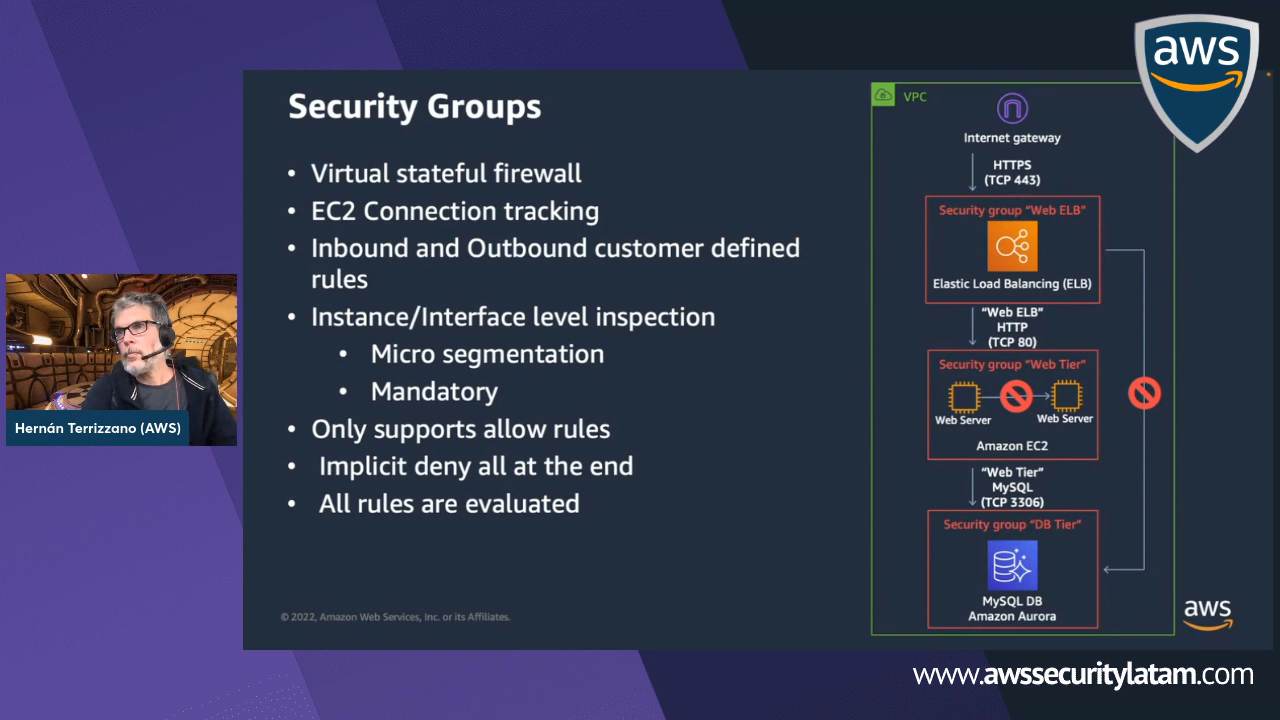 aws
Security Groups
• Virtual stateful firewall
• EC2 Connection tracking
• Inbound and Outbound customer defined
rules
• Instance/Interface level inspection
• Micro segmentation
• Mandatory
• Only supports allow rules
• Implicit deny all at the end
• All rules are evaluated
© 2022, Amazon Web Services, Inc. or its Affiliates.
VPC
Internet gateway
HTTPS
(TCP 443)
Security group “Web ELB”
Elastic Load Balancing (ELB)
“Web ELB”
HTTP
(TCP 80)
Security group “Web Tier”
Web Server
Web Server
Amazon EC2
“Web Tier”
MySQL
(TCP 3306)
Security group “DB Tier”
MySQL DB
Amazon Aurora
aws
Hernán Terrizzano (AWS)
www.awssecuritylatam.com